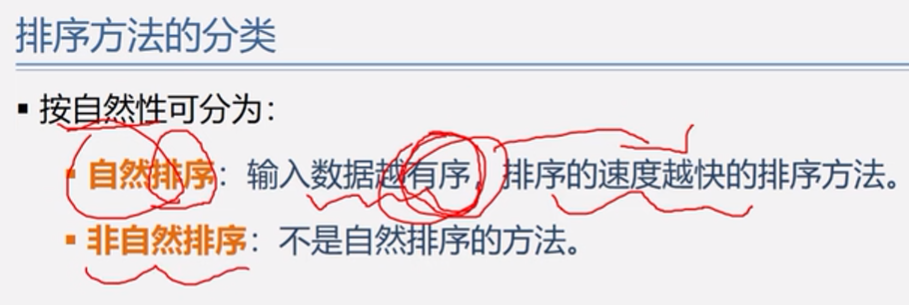 排序方法的分类
▪ 按自然性可分为：
▪ 自然排序：输入数据越有序，排序的速度越快的排序方法。
▪ 非自然排序：不是自然排序的方法。